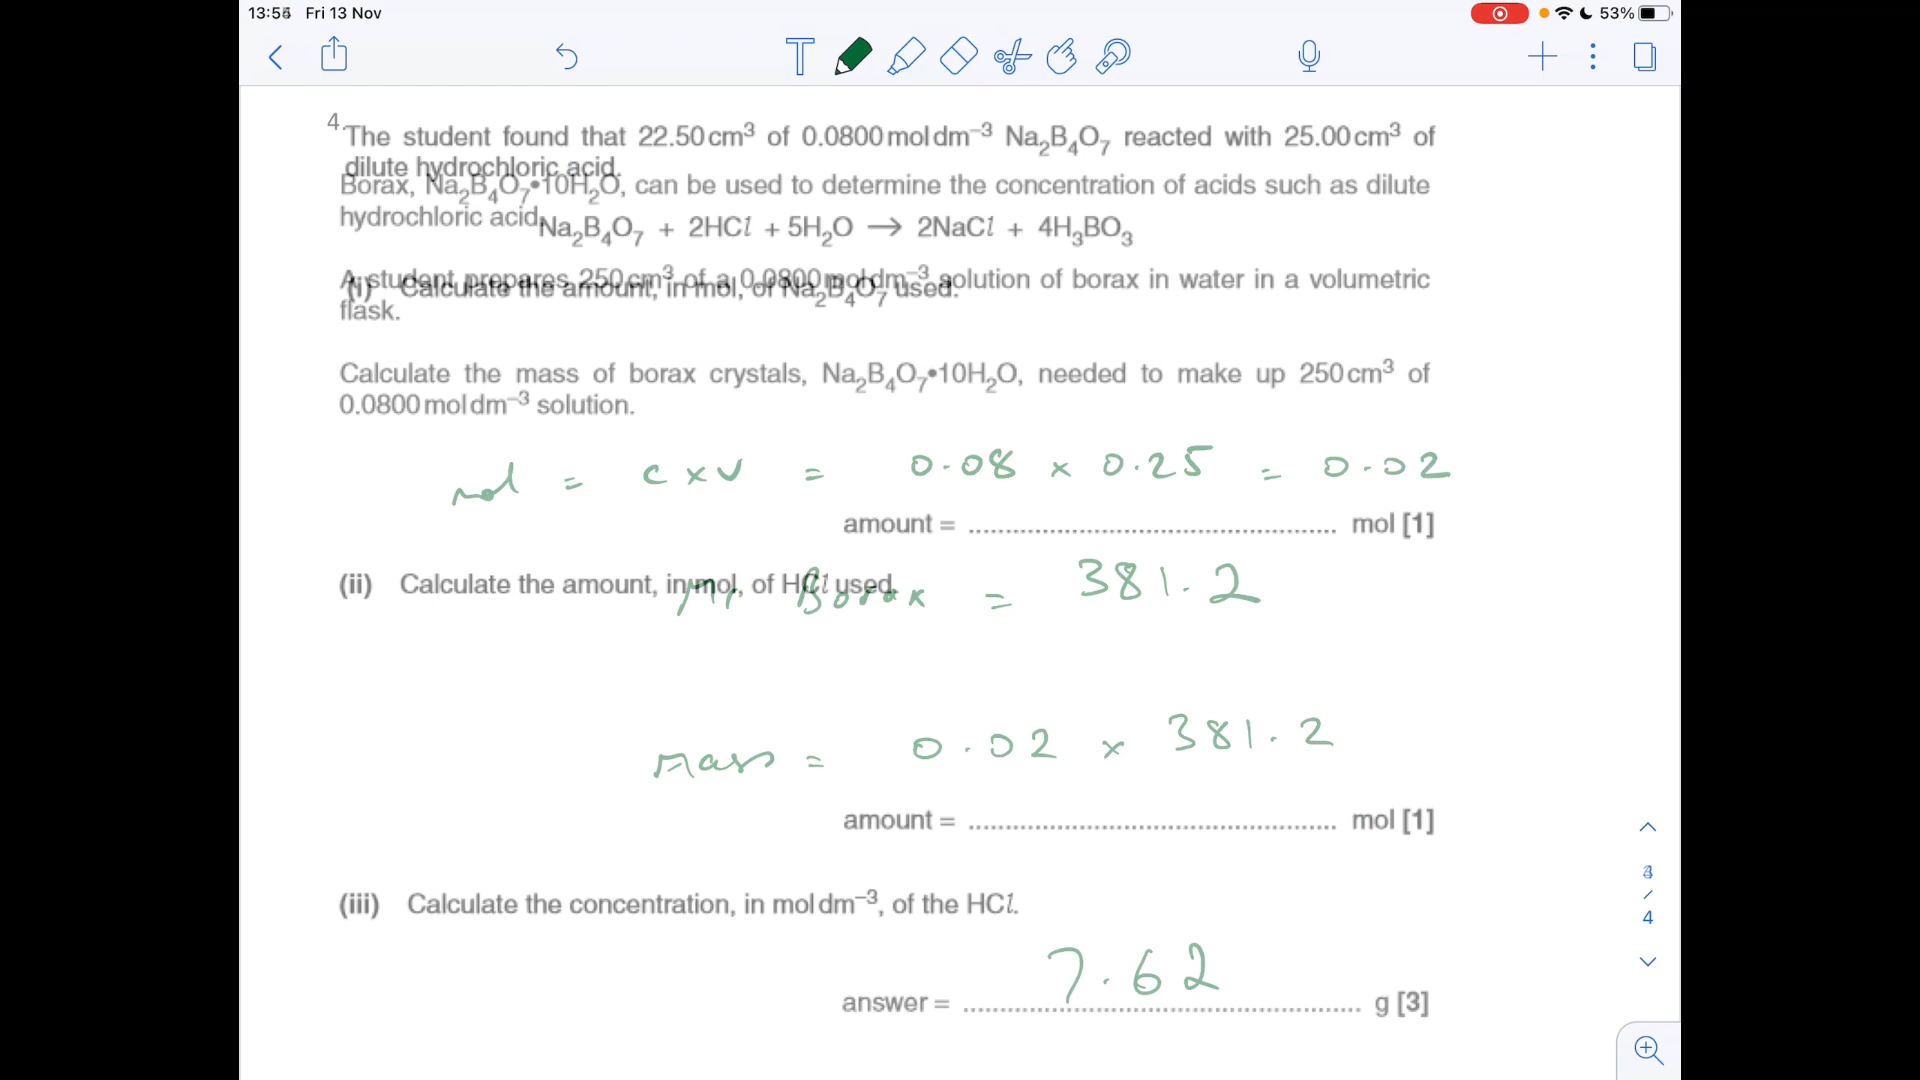 13:55 Fri 13 Nov 53%
4.
The student found that 22.50 cm³ of 0.0800 mol dm⁻³ Na₂B₄O₇ reacted with 25.00 cm³ of
dilute hydrochloric acid.
Borax, Na₂B₄O₇•10H₂O, can be used to determine the concentration of acids such as dilute
hydrochloric acid.
Na₂B₄O₇ + 2HCl + 5H₂O → 2NaCl + 4H₃BO₃
A student prepares 250 cm³ of a 0.0800 mol dm⁻³ solution of borax in water in a volumetric
flask.
(i) Calculate the amount, in mol, of Na₂B₄O₇ used.
Calculate the mass of borax crystals, Na₂B₄O₇•10H₂O, needed to make up 250 cm³ of
0.0800 mol dm⁻³ solution.
mol = c x v = 0.08 x 0.25 = 0.02
amount = .................................................. mol [1]
(ii) Calculate the amount, in mol, of HCl used.
Mr Borax = 381.2
Mass = 0.02 x 381.2
amount = .................................................. mol [1]
(iii) Calculate the concentration, in mol dm⁻³, of the HCl.
7.62
answer = ...................................................... g [3]
/
4